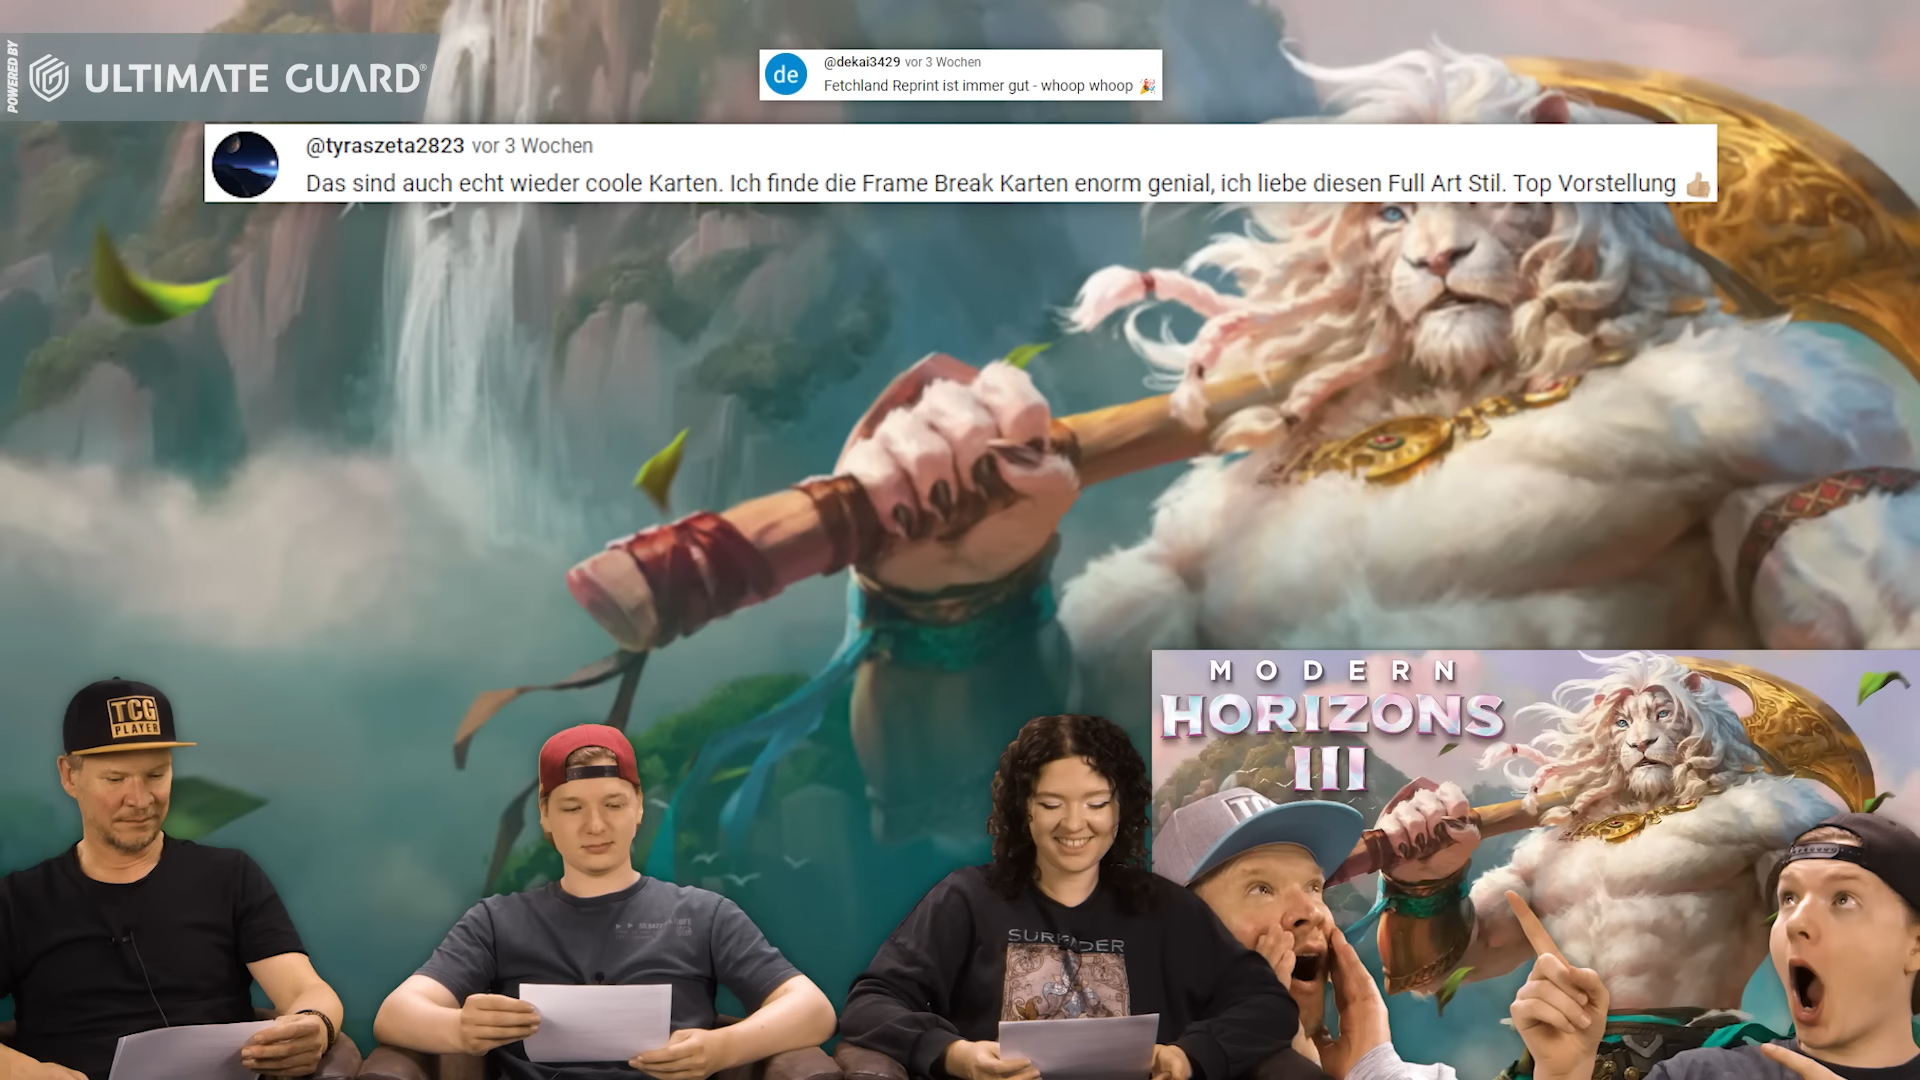 POWERED BY
ULTIMATE GUARD®
de
@dekai3429 vor 3 Wochen
Fetchland Reprint ist immer gut - whoop whoop 🎉
@tyraszeta2823 vor 3 Wochen
Das sind auch echt wieder coole Karten. Ich finde die Frame Break Karten enorm genial, ich liebe diesen Full Art Stil. Top Vorstellung 👍🏼
MODERN
HORIZONS
III
TCG
PLAYER